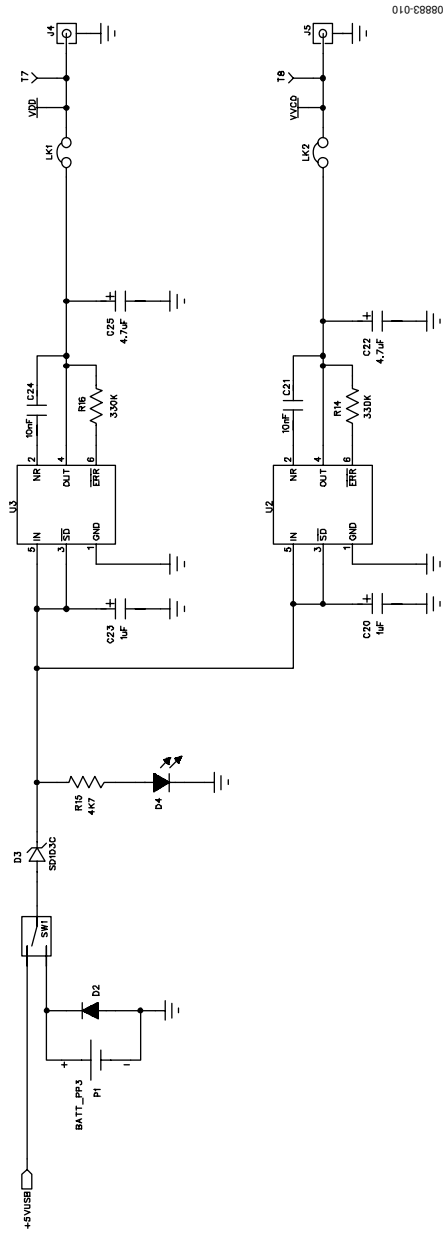 08883-010
J4
T7
VDD
LK1
C25
4.7uF
C24
10nF
R16
330K
U3
2
NR
4
OUT
6
ERR
5
IN
3
SD
1
GND
C23
1uF
J5
T8
VVCO
LK2
C22
4.7uF
C21
10nF
R14
330K
U2
2
NR
4
OUT
6
ERR
5
IN
3
SD
1
GND
C20
1uF
R15
4K7
D4
D3
SD103C
SW1
D2
+
-
BATT_PP3
P1
+5VUSB